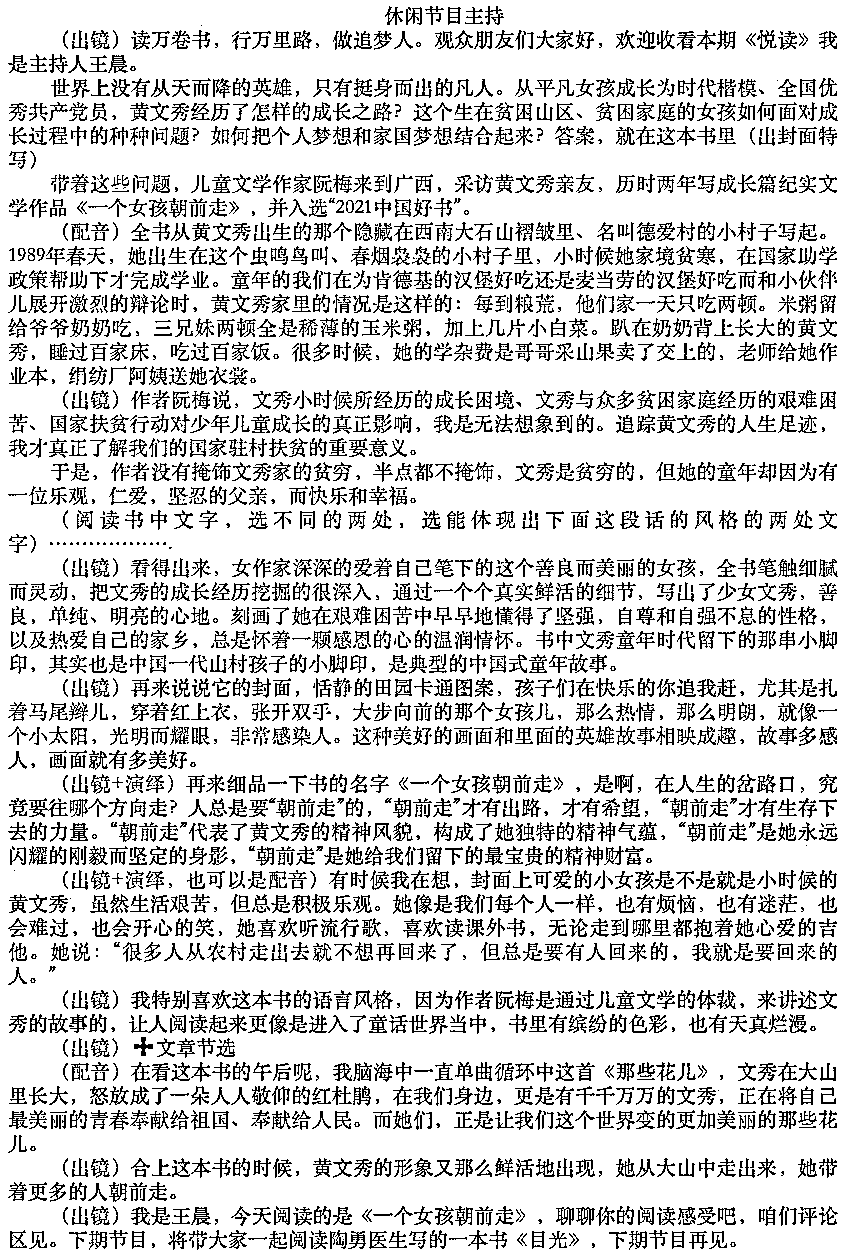 休闲节目主持
（出镜）读万卷书，行万里路，做追梦人。观众朋友们大家好，欢迎收看本期《悦读》我
是主持人王晨。
世界上没有从天而降的英雄，只有挺身而出的凡人。从平凡女孩成长为时代楷模、全国优
秀共产党员，黄文秀经历了怎样的成长之路？这个生在贫困山区、贫困家庭的女孩如何面对成
长过程中的种种问题？如何把个人梦想和家国梦想结合起来？答案，就在这本书里（出封面特
写）
带着这些问题，儿童文学作家阮梅来到广西，采访黄文秀亲友，历时两年写成长篇纪实文
学作品《一个女孩朝前走》，并入选“2021中国好书”。
（配音）全书从黄文秀出生的那个隐藏在西南大石山褶皱里、名叫德爱村的小村子写起。
1989年春天，她出生在这个虫鸣鸟叫、春烟袅袅的小村子里，小时候她家境贫寒，在国家助学
政策帮助下才完成学业。童年的我们在为肯德基的汉堡好吃还是麦当劳的汉堡好吃而和小伙伴
儿展开激烈的辩论时，黄文秀家里的情况是这样的：每到粮荒，他们家一天只吃两顿。米粥留
给爷爷奶奶吃，三兄妹两顿全是稀薄的玉米粥，加上几片小白菜。趴在奶奶背上长大的黄文
秀，睡过百家床，吃过百家饭。很多时候，她的学杂费是哥哥采山果卖了交上的，老师给她作
业本，绢纺厂阿姨送她衣裳。
（出镜）作者阮梅说，文秀小时候所经历的成长困境、文秀与众多贫困家庭经历的艰难困
苦、国家扶贫行动对少年儿童成长的真正影响，我是无法想象到的。追踪黄文秀的人生足迹，
我才真正了解我们的国家驻村扶贫的重要意义。
于是，作者没有掩饰文秀家的贫穷，半点都不掩饰，文秀是贫穷的，但她的童年却因为有
一位乐观，仁爱，坚忍的父亲，而快乐和幸福。
（阅读书中文字，选不同的两处，选能体现出下面这段话的风格的两处文
字）……………….
（出镜）看得出来，女作家深深的爱着自己笔下的这个善良而美丽的女孩，全书笔触细腻
而灵动，把文秀的成长经历挖掘的很深入，通过一个个真实鲜活的细节，写出了少女文秀，善
良，单纯、明亮的心地。刻画了她在艰难困苦中早早地懂得了坚强，自尊和自强不息的性格，
以及热爱自己的家乡，总是怀着一颗感恩的心的温润情怀。书中文秀童年时代留下的那串小脚
印，其实也是中国一代山村孩子的小脚印，是典型的中国式童年故事。
（出镜）再来说说它的封面，恬静的田园卡通图案，孩子们在快乐的你追我赶，尤其是扎
着马尾辫儿，穿着红上衣，张开双手，大步向前的那个女孩儿，那么热情，那么明朗，就像一
个小太阳，光明而耀眼，非常感染人。这种美好的画面和里面的英雄故事相映成趣，故事多感
人，画面就有多美好。
（出镜+演绎）再来细品一下书的名字《一个女孩朝前走》，是啊，在人生的岔路口，究
竟要往哪个方向走？人总是要“朝前走”的，“朝前走”才有出路，才有希望，“朝前走”才有生存下
去的力量。“朝前走”代表了黄文秀的精神风貌，构成了她独特的精神气蕴，“朝前走”是她永远
闪耀的刚毅而坚定的身影，“朝前走”是她给我们留下的最宝贵的精神财富。
（出镜+演绎，也可以是配音）有时候我在想，封面上可爱的小女孩是不是就是小时候的
黄文秀，虽然生活艰苦，但总是积极乐观。她像是我们每个人一样，也有烦恼，也有迷茫，也
会难过，也会开心的笑，她喜欢听流行歌，喜欢读课外书，无论走到哪里都抱着她心爱的吉
他。她说：“很多人从农村走出去就不想再回来了，但总是要有人回来的，我就是要回来的
人。”
（出镜）我特别喜欢这本书的语言风格，因为作者阮梅是通过儿童文学的体裁，来讲述文
秀的故事的，让人阅读起来更像是进入了童话世界当中，书里有缤纷的色彩，也有天真烂漫。
（出镜）✚文章节选
（配音）在看这本书的午后呢，我脑海中一直单曲循环中这首《那些花儿》，文秀在大山
里长大，怒放成了一朵人人敬仰的红杜鹃，在我们身边，更是有千千万万的文秀，正在将自己
最美丽的青春奉献给祖国、奉献给人民。而她们，正是让我们这个世界变的更加美丽的那些花
儿。
（出镜）合上这本书的时候，黄文秀的形象又那么鲜活地出现，她从大山中走出来，她带
着更多的人朝前走。
（出镜）我是王晨，今天阅读的是《一个女孩朝前走》，聊聊你的阅读感受吧，咱们评论
区见。下期节目，将带大家一起阅读陶勇医生写的一本书《目光》，下期节目再见。